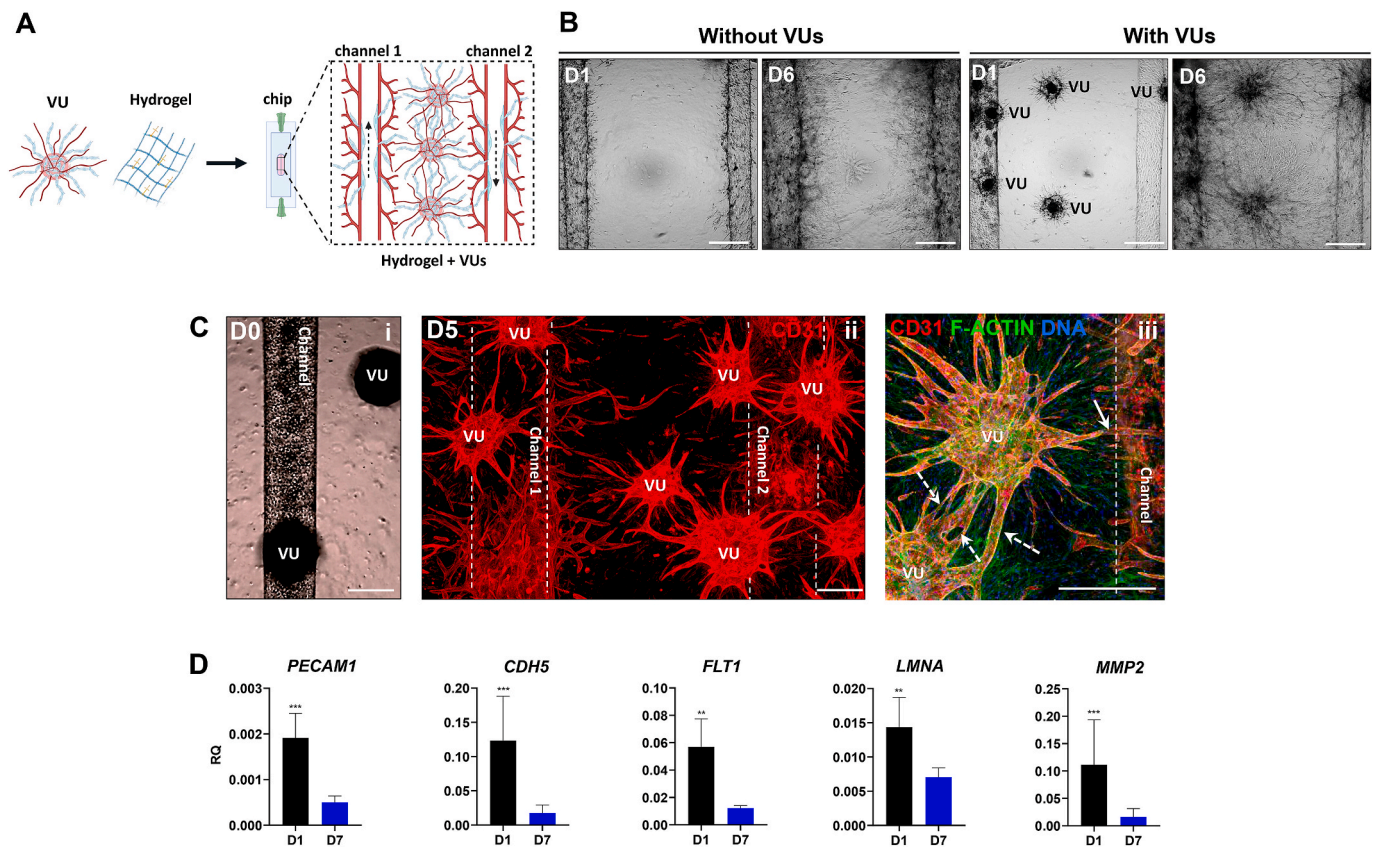 A
VU
Hydrogel
chip
channel 1
channel 2
Hydrogel + VUs
B
Without VUs
With VUs
D1
D6
D1
VU
VU
VU
VU
VU
D6
C
D0
i
Channel
VU
VU
D5
CD31
ii
VU
VU
VU
VU
VU
VU
Channel 1
Channel 2
CD31 F-ACTIN DNA
iii
VU
VU
Channel
D
PECAM1
RQ
0.003
0.002
0.001
0.000
***
D1
D7
CDH5
0.20
0.15
0.10
0.05
0.00
***
D1
D7
FLT1
0.10
0.08
0.06
0.04
0.02
0.00
**
D1
D7
LMNA
0.020
0.015
0.010
0.005
0.000
**
D1
D7
MMP2
0.25
0.20
0.15
0.10
0.05
0.00
***
D1
D7